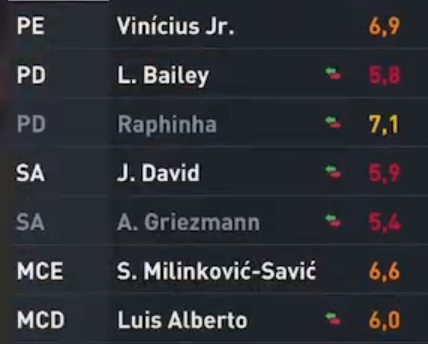 PE Vinícius Jr. 6,9
PD L. Bailey 5,8
PD Raphinha 7,1
SA J. David 5,9
SA A. Griezmann 5,4
MCE S. Milinković-Savić 6,6
MCD Luis Alberto 6,0